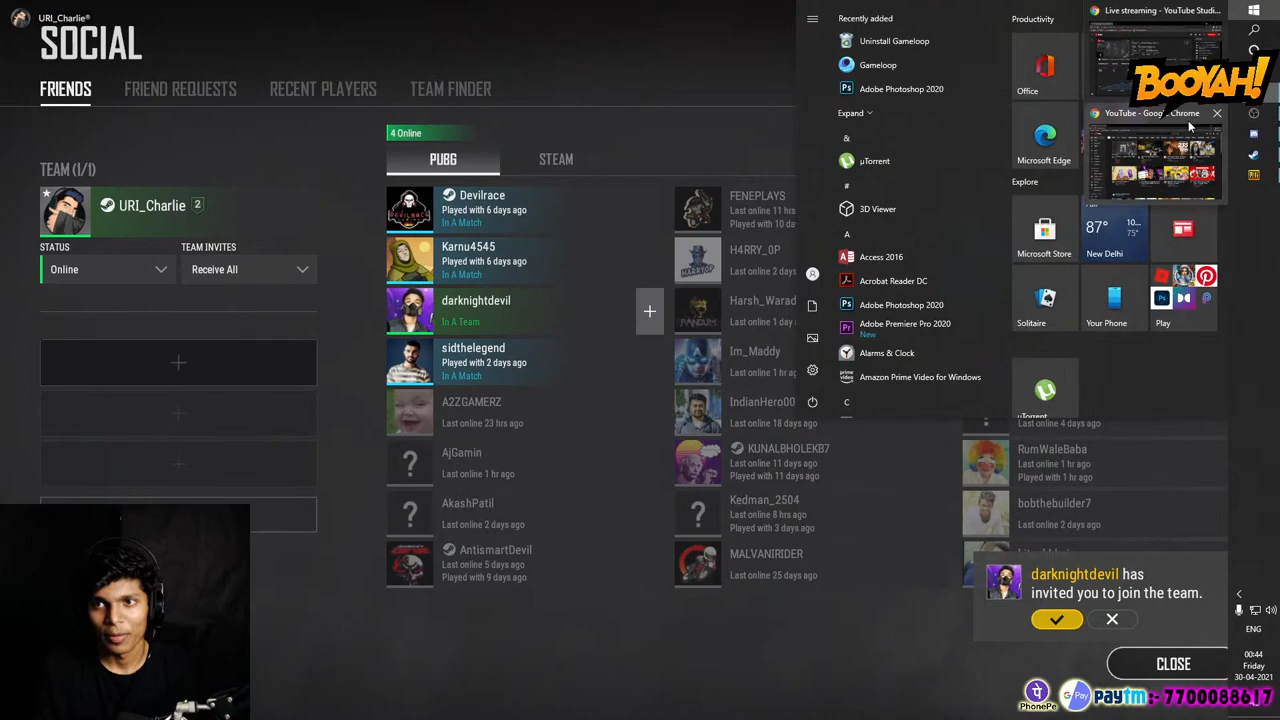 URI_Charlie®
SOCIAL
FRIENDS
FRIEND REQUESTS
RECENT PLAYERS
TEAM (1/1)
URI_Charlie 2
STATUS
TEAM INVITES
Online
Receive All
4 Online
PUBG
STEAM
Devilrace
Played with 6 days ago
In A Match
Karnu4545
Played with 6 days ago
In A Match
darknightdevil
In A Team
sidthelegend
Played with 2 days ago
In A Match
A2ZGAMERZ
Last online 23 hrs ago
AjGamin
Last online 1 hr ago
AkashPatil
Last online 2 days ago
AntismartDevil
Last online 5 days ago
Played with 9 days ago
FENEPLAYS
Last online 11 hrs
Played with 10
H4RRY_0P
Last online 2 days
Harsh_Warad
Last online 1 day
Im_Maddy
Last online 1 hr
IndianHero00
Last online 18 days
KUNALBHOLEKB7
Last online 11 days ago
Played with 11 days ago
Kedman_2504
Last online 8 hrs ago
Played with 3 days ago
MALVANIRIDER
Last online 25 days ago
Last online 4 days ago
RumWaleBaba
Last online 1 hr ago
Played with 1 hr ago
bobthebuilder7
Last online 2 days ago
Recently added
Uninstall Gameloop
Gameloop
Adobe Photoshop 2020
Expand
&
µTorrent
#
3D Viewer
A
Access 2016
Acrobat Reader DC
Adobe Photoshop 2020
Adobe Premiere Pro 2020
New
Alarms & Clock
Amazon Prime Video for Windows
C
Productivity
Office
Microsoft Edge
Explore
Microsoft Store
87°
10...
75°
New Delhi
Solitaire
Your Phone
Play
uTorrent
Live streaming - YouTube Studi...
BOOYAH!
YouTube - Google Chrome
darknightdevil has
invited you to join the team.
CLOSE
ENG
00:44
Friday
30-04-2021
PhonePe
G Pay
paytm :- 7700088617